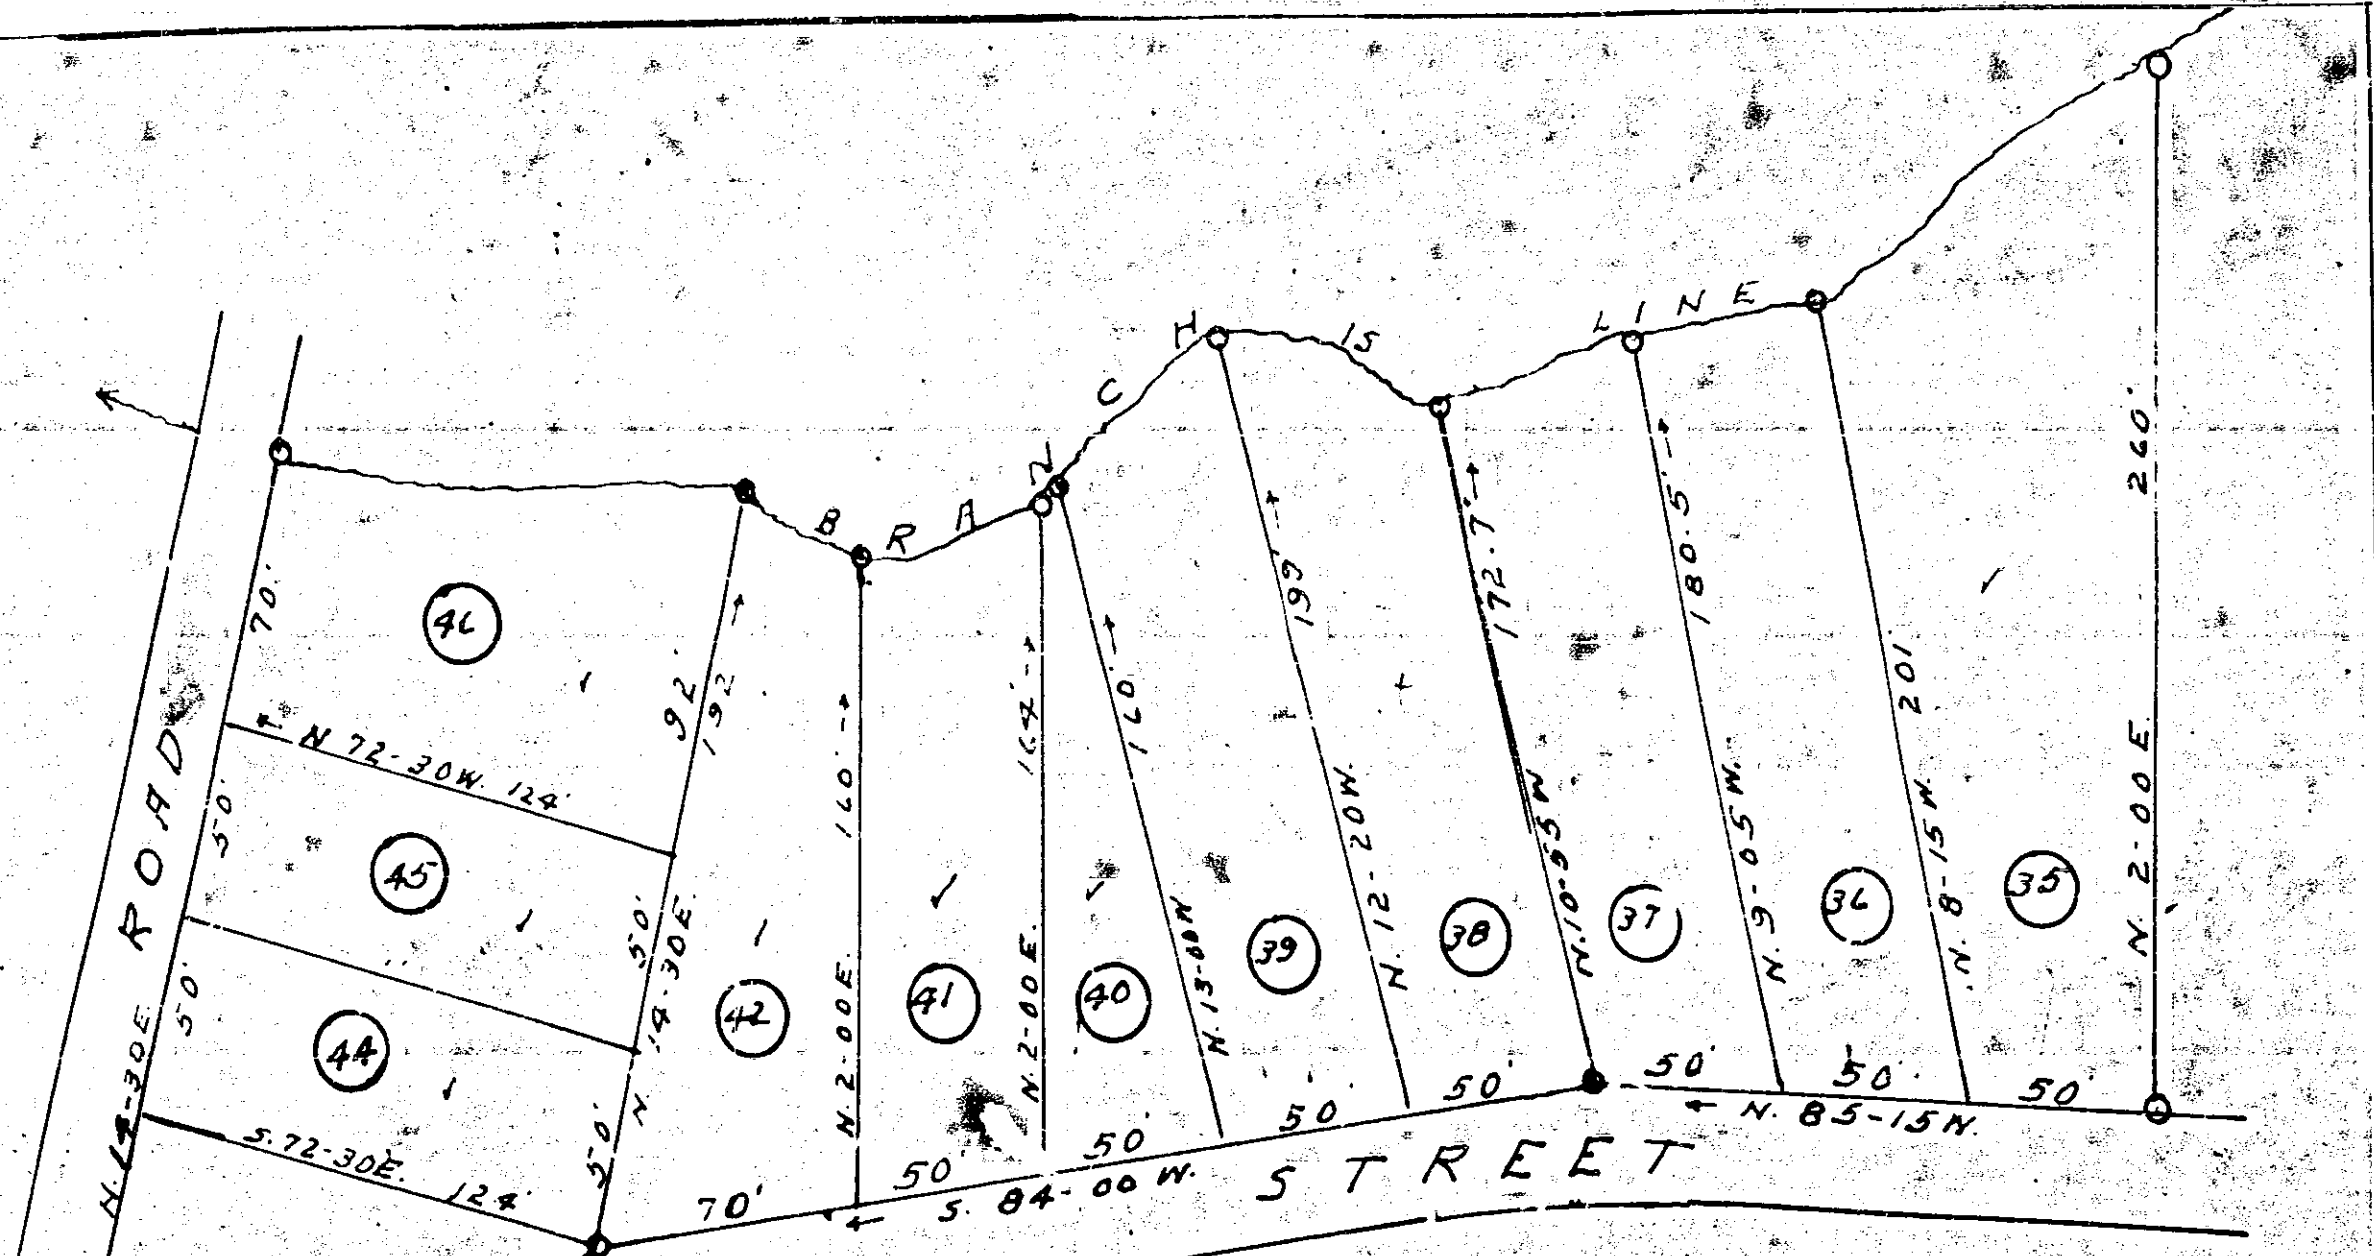 BRANCH IS LINE
70.'
46
92'
192'
160'
164'
160.'
199'
172.7'
180.5'
201'
260'
N 72-30W. 124'
50'
45
50'
N 14-30E.
50'
44
50'
S. 72-30E. 124'
ROAD
N. 14-30E
42
N. 2-00E.
41
N. 2-00E.
40
N. 13-00W
39
N. 12-20W.
38
N. 10-55W
37
N. 9-05W.
36
N. 8-15W.
35
N. 2-00E.
70'
50'
50'
50'
50'
50'
50'
50'
S. 84-00 W.
N. 85-15W.
STREET